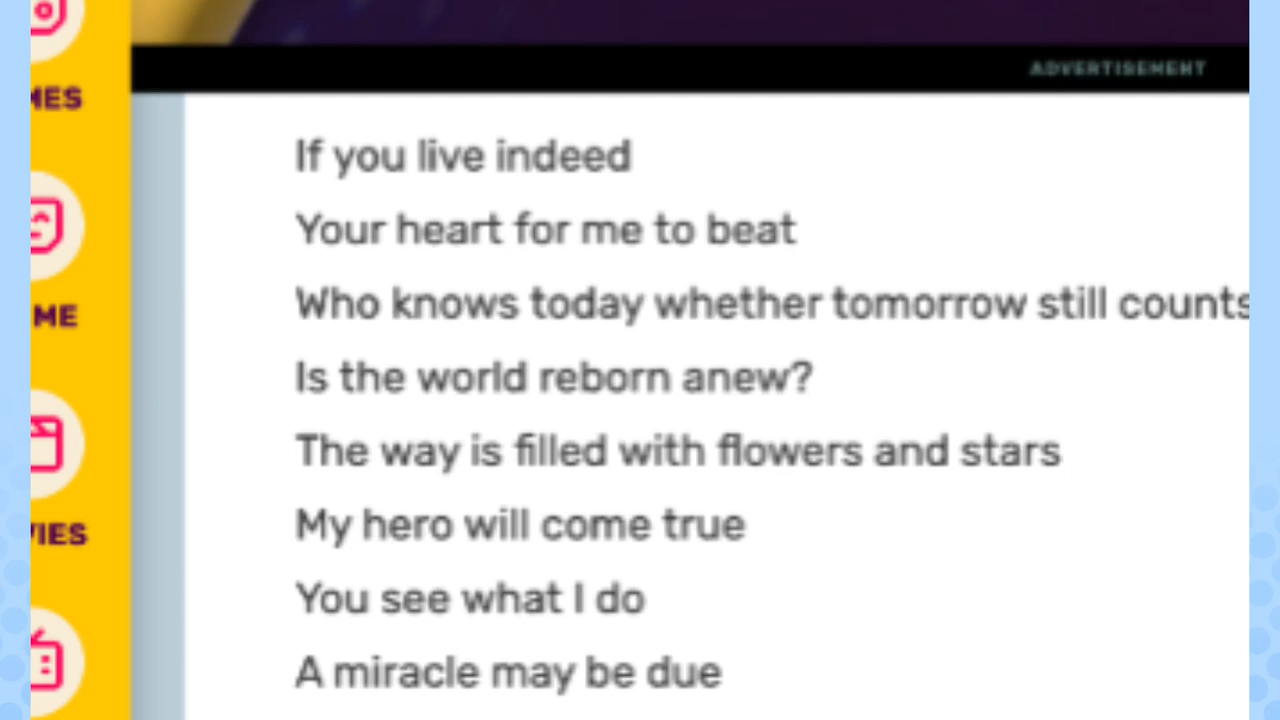 ADVERTISEMENT
MES
ME
VIES
If you live indeed
Your heart for me to beat
Who knows today whether tomorrow still counts
Is the world reborn anew?
The way is filled with flowers and stars
My hero will come true
You see what I do
A miracle may be due